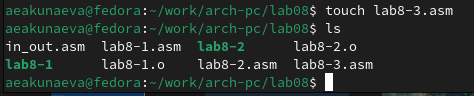 aeakunaeva@fedora:~/work/arch-pc/lab08$ touch lab8-3.asm
aeakunaeva@fedora:~/work/arch-pc/lab08$ ls
in_out.asm  lab8-1.asm  lab8-2      lab8-2.o
lab8-1      lab8-1.o    lab8-2.asm  lab8-3.asm
aeakunaeva@fedora:~/work/arch-pc/lab08$